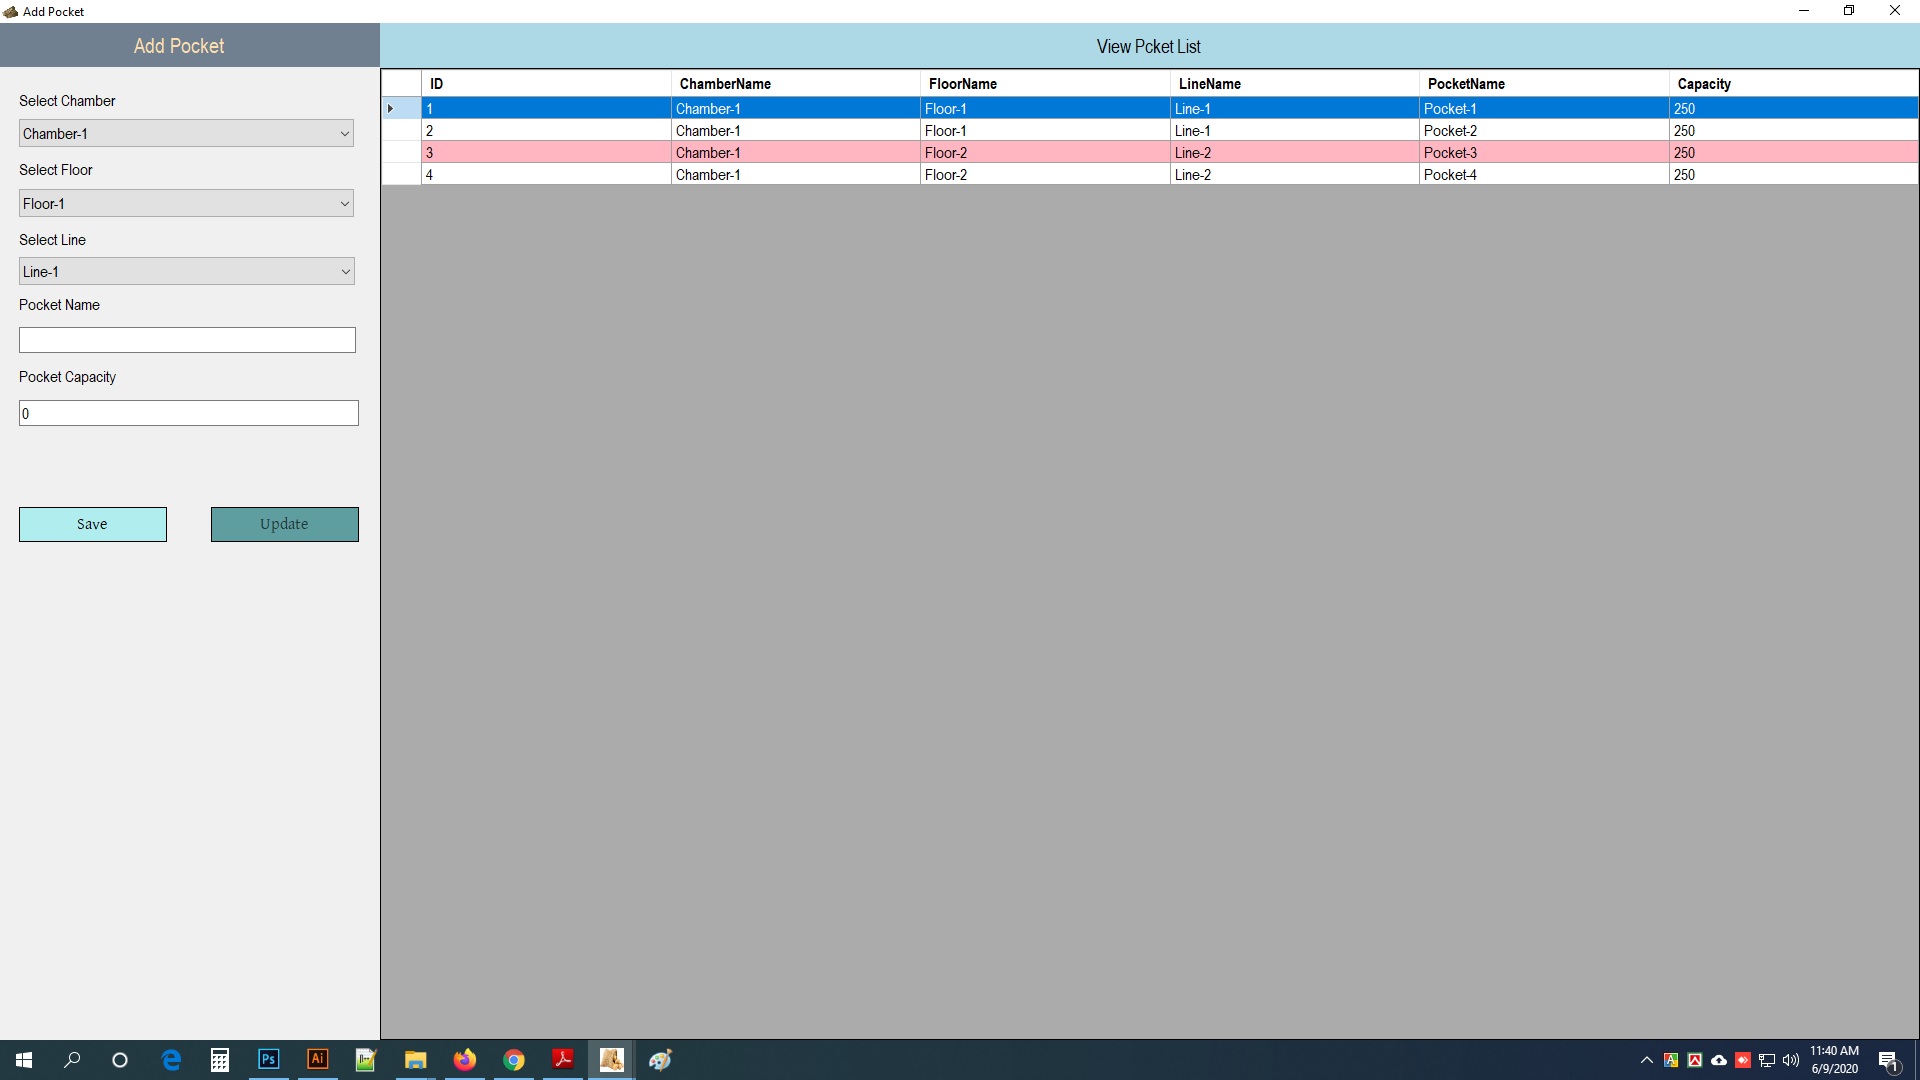 Add Pocket
Add Pocket
View Pcket List
Select Chamber
Chamber-1
Select Floor
Floor-1
Select Line
Line-1
Pocket Name
Pocket Capacity
0
Save Update
ID ChamberName FloorName LineName PocketName Capacity
1 Chamber-1 Floor-1 Line-1 Pocket-1 250
2 Chamber-1 Floor-1 Line-1 Pocket-2 250
3 Chamber-1 Floor-2 Line-2 Pocket-3 250
4 Chamber-1 Floor-2 Line-2 Pocket-4 250
Ps Ai
11:40 AM
6/9/2020
1